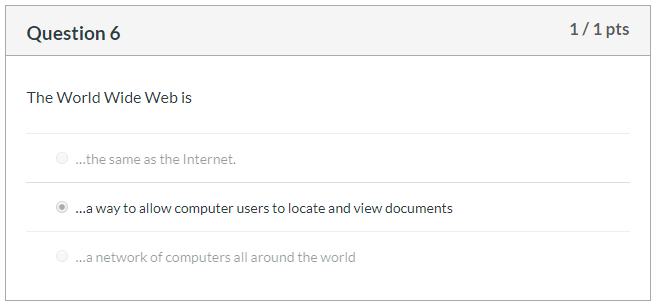 Question 6
1 / 1 pts
The World Wide Web is
...the same as the Internet.
...a way to allow computer users to locate and view documents
...a network of computers all around the world